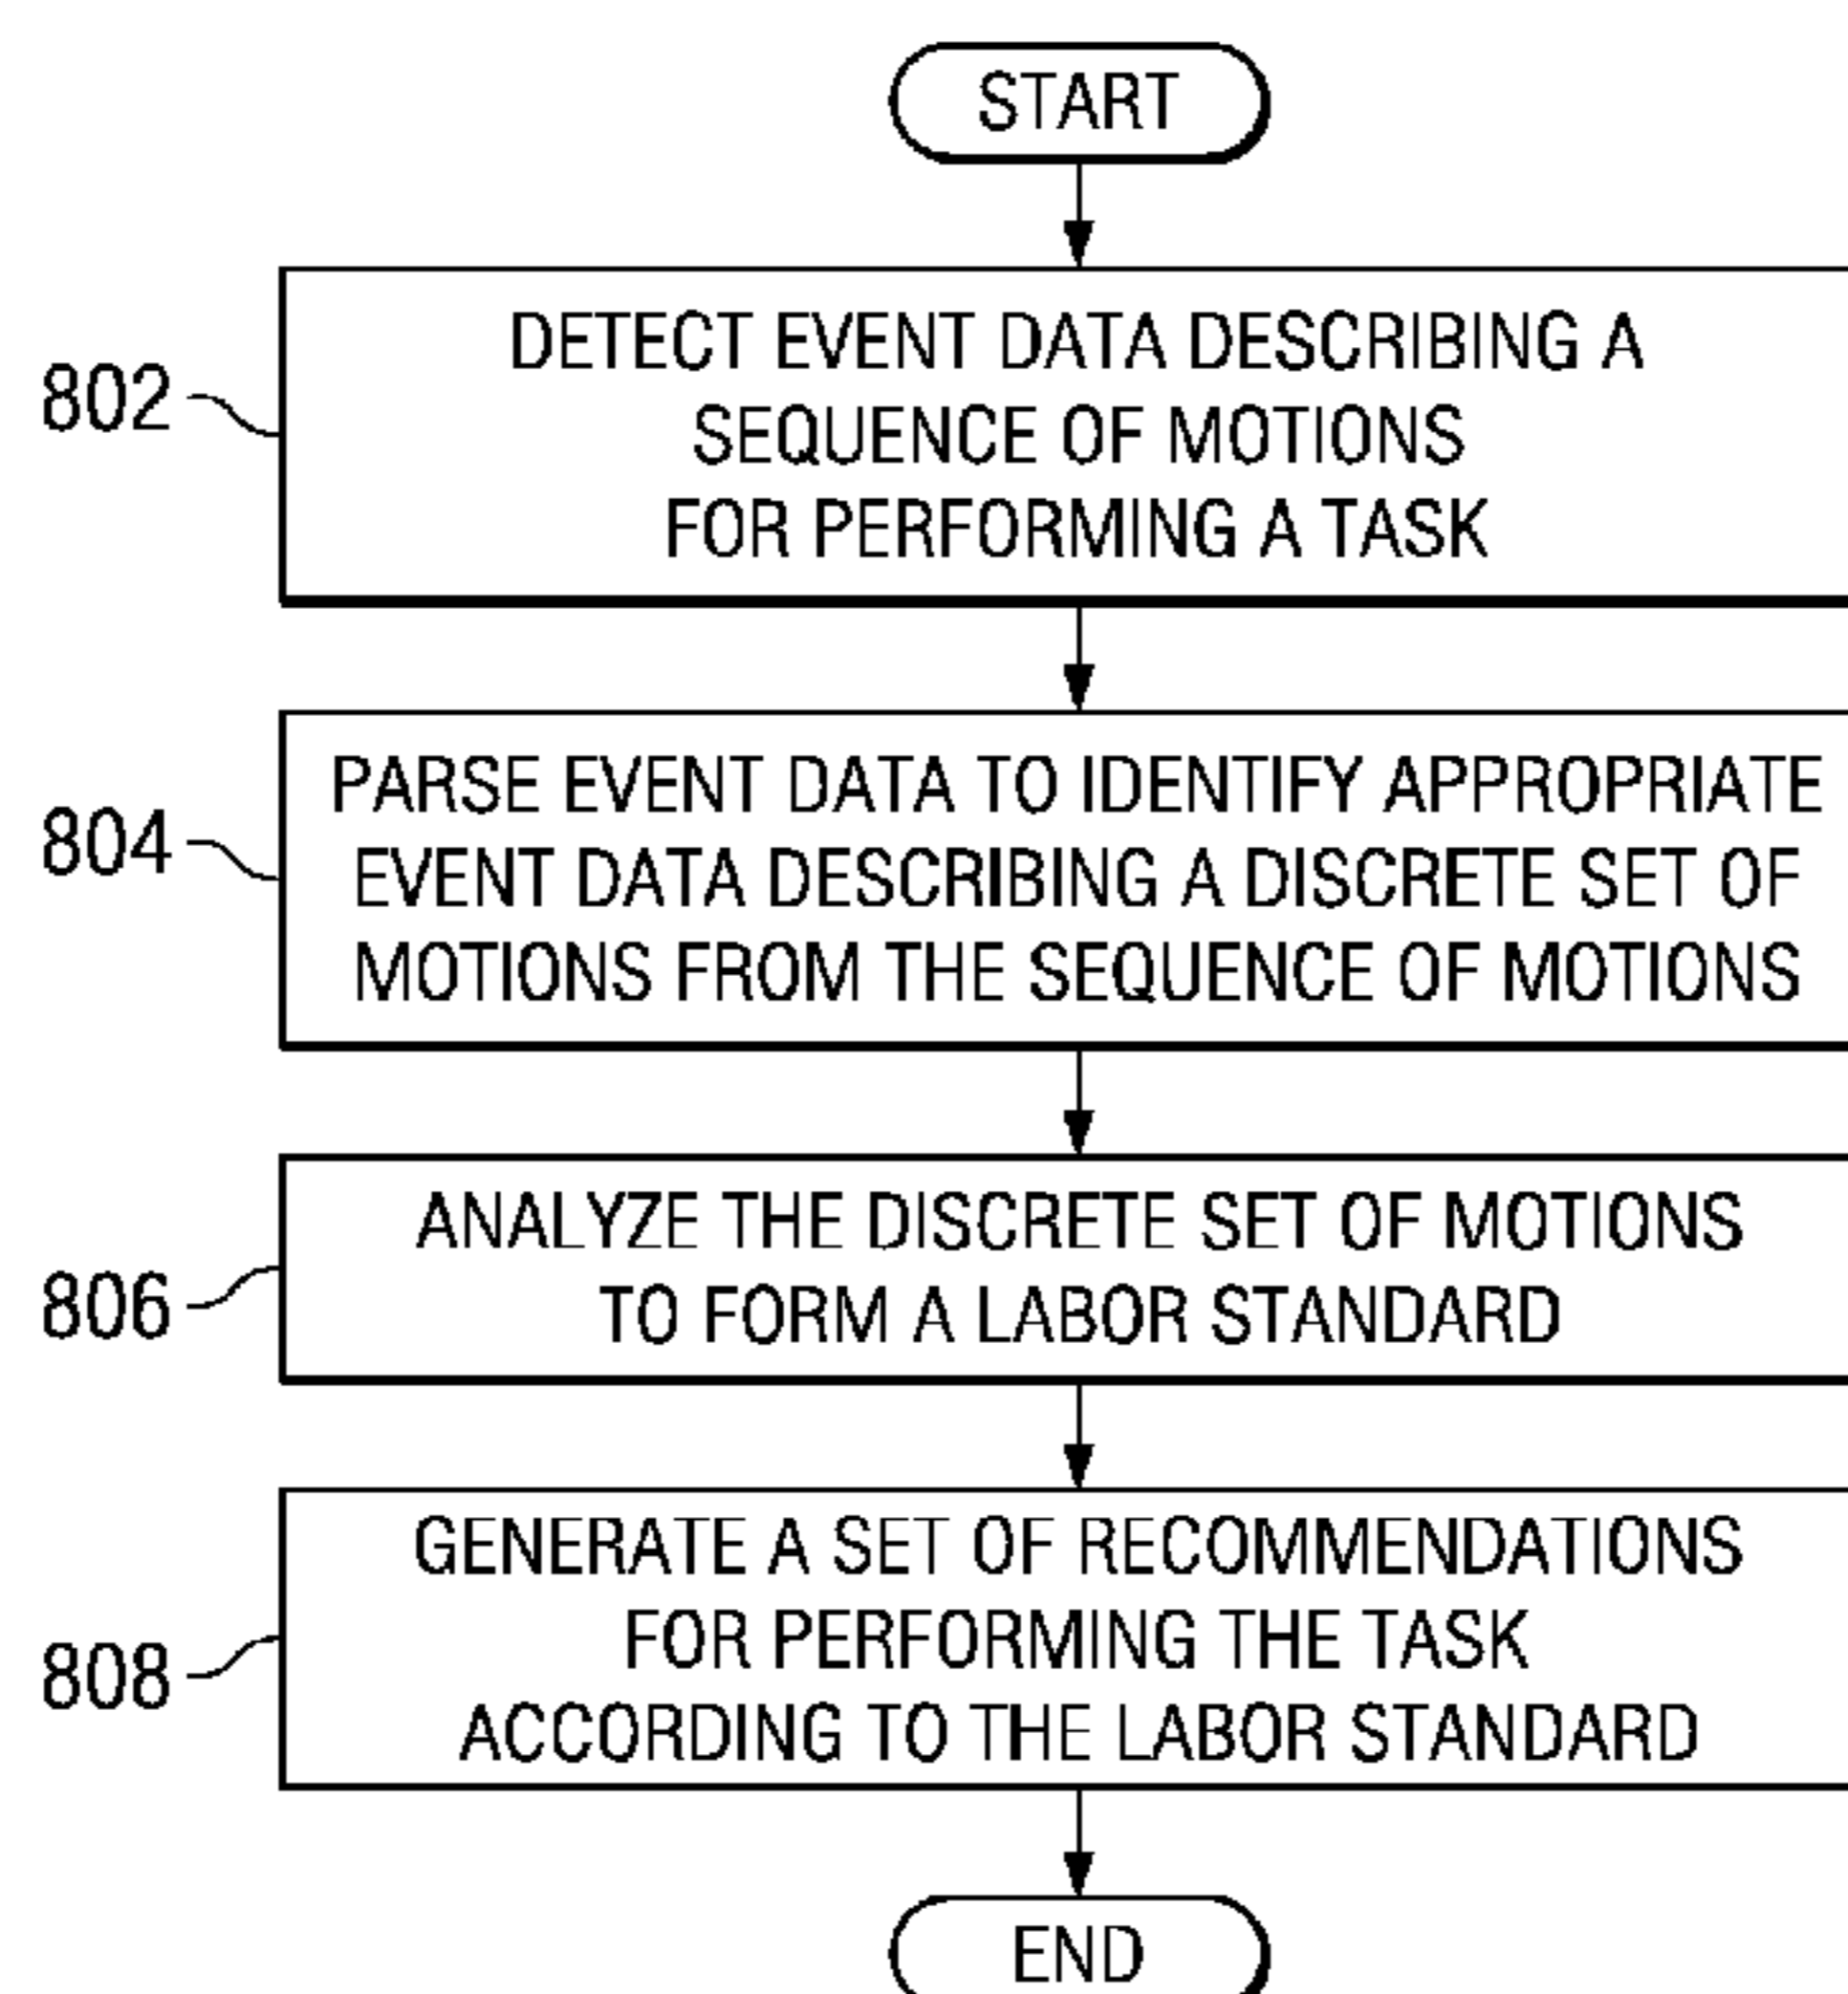 START
802
DETECT EVENT DATA DESCRIBING A
SEQUENCE OF MOTIONS
FOR PERFORMING A TASK
804
PARSE EVENT DATA TO IDENTIFY APPROPRIATE
EVENT DATA DESCRIBING A DISCRETE SET OF
MOTIONS FROM THE SEQUENCE OF MOTIONS
806
ANALYZE THE DISCRETE SET OF MOTIONS
TO FORM A LABOR STANDARD
808
GENERATE A SET OF RECOMMENDATIONS
FOR PERFORMING THE TASK
ACCORDING TO THE LABOR STANDARD
END